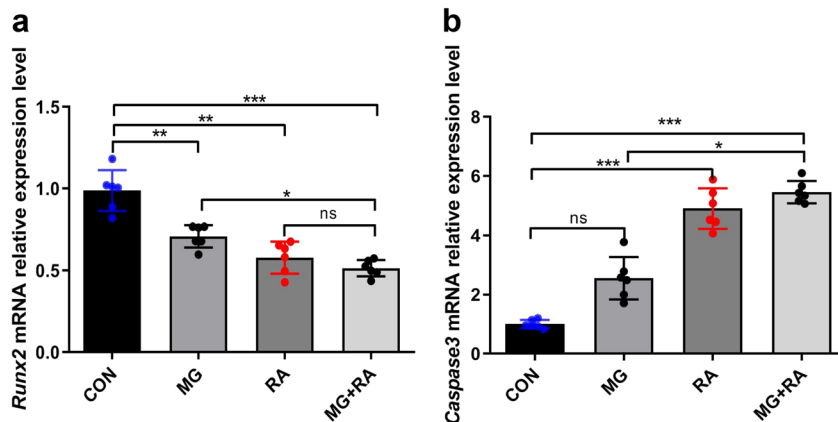 a
Runx2 mRNA relative expression level
1.5
1.0
0.5
0.0
***
**
**
*
ns
CON
MG
RA
MG+RA
b
Caspase3 mRNA relative expression level
8
6
4
2
0
***
*
***
ns
CON
MG
RA
MG+RA